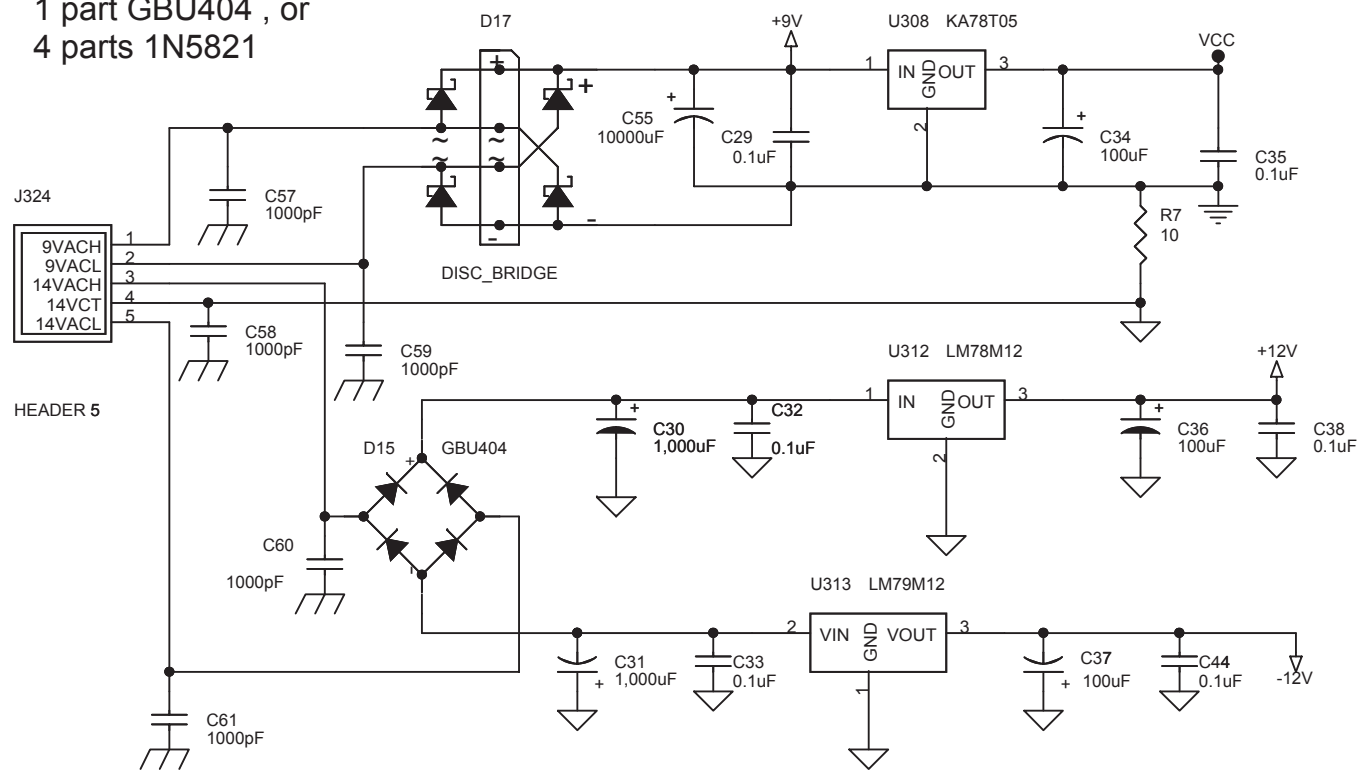 1 part GBU404 , or
4 parts 1N5821
D17
+9V
U308 KA78T05
VCC
1
IN
GND
OUT
3
2
+
+
~
~
~
~
-
-
+
C55
10000uF
C29
0.1uF
+
C34
100uF
C35
0.1uF
R7
10
DISC_BRIDGE
C57
1000pF
J324
9VACH
1
9VACL
2
14VACH
3
14VCT
4
14VACL
5
HEADER 5
C58
1000pF
C59
1000pF
U312 LM78M12
+12V
1
IN
GND
OUT
3
2
D15 GBU404
+
-
+
C30
1,000uF
C32
0.1uF
+
C36
100uF
C38
0.1uF
C60
1000pF
U313 LM79M12
2
VIN
GND
VOUT
3
1
C31
1,000uF
+
C33
0.1uF
C37
100uF
+
C44
0.1uF
-12V
C61
1000pF